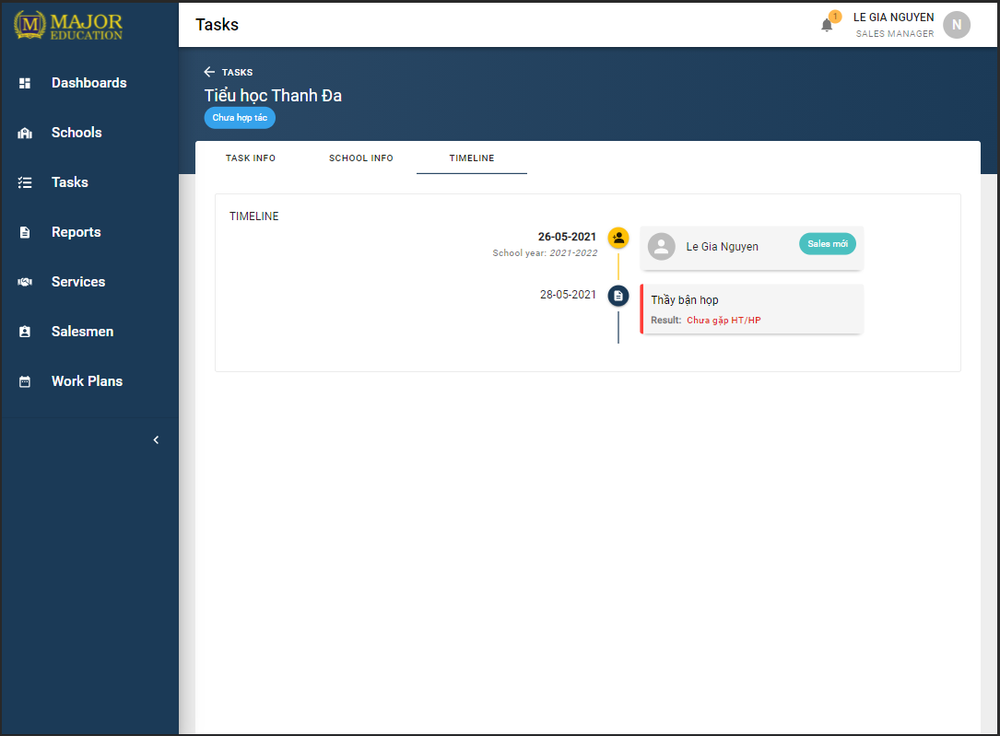 MAJOR
EDUCATION
Dashboards
Schools
Tasks
Reports
Services
Salesmen
Work Plans
Tasks
1
LE GIA NGUYEN
SALES MANAGER
N
TASKS
Tiểu học Thanh Đa
Chưa hợp tác
TASK INFO
SCHOOL INFO
TIMELINE
TIMELINE
26-05-2021
School year: 2021-2022
Le Gia Nguyen
Sales mới
28-05-2021
Thầy bận họp
Result: Chưa gặp HT/HP